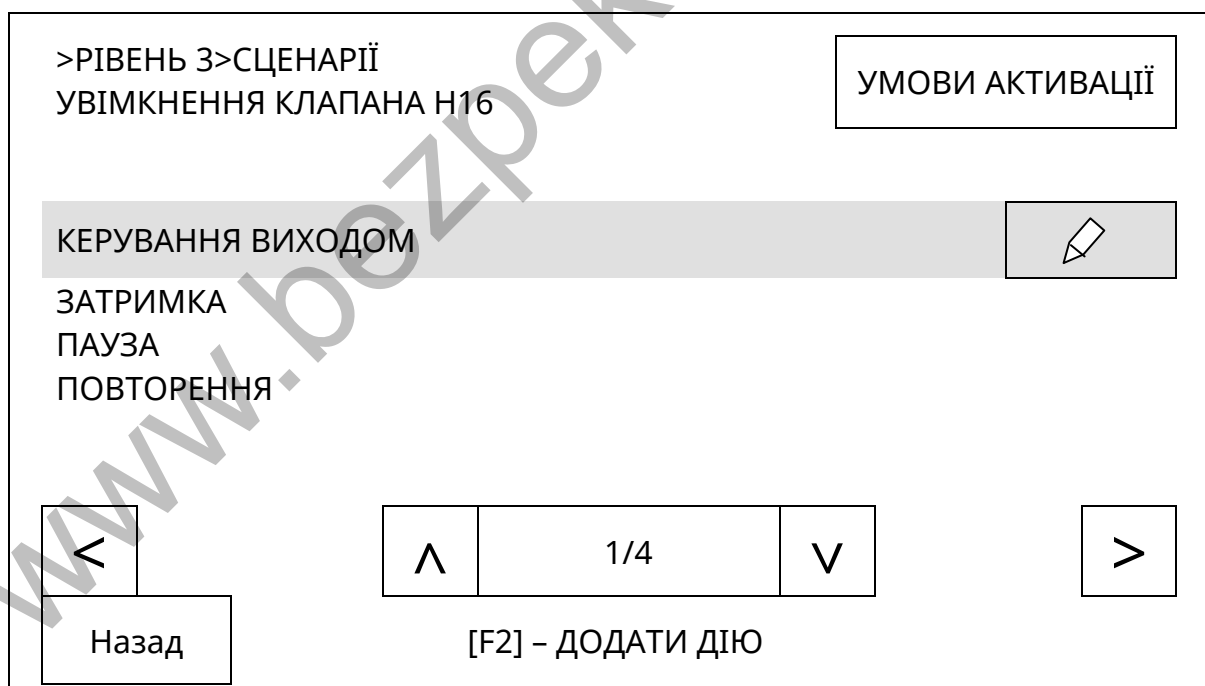 >РІВЕНЬ 3>СЦЕНАРІЇ
УВІМКНЕННЯ КЛАПАНА Н16
УМОВИ АКТИВАЦІЇ
КЕРУВАННЯ ВИХОДОМ
ЗАТРИМКА
ПАУЗА
ПОВТОРЕННЯ
< ᐱ 1/4 ᐯ >
Назад
[F2] – ДОДАТИ ДІЮ
www.bezpek